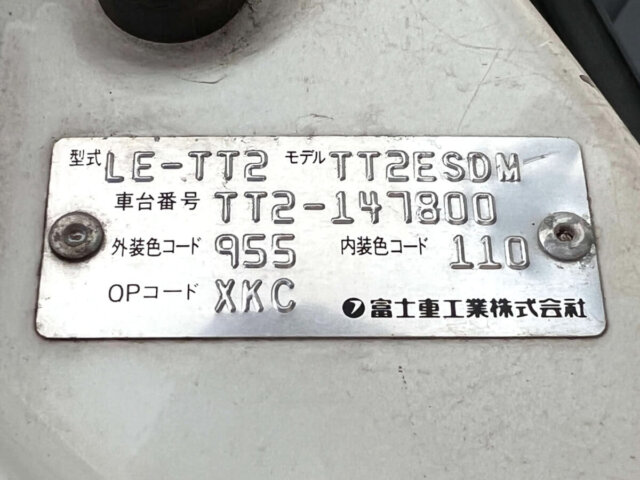 型式 LE-TT2 モデル TT2ESDM
車台番号 TT2-147800
外装色コード 955 内装色コード 110
OPコード XKC 富士重工業株式会社